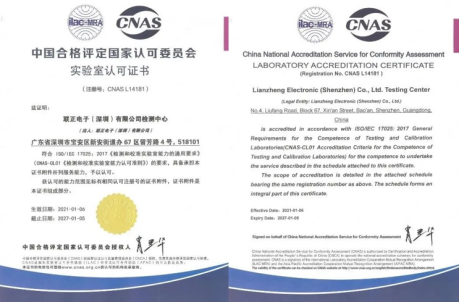 ilac-MRA
CNAS
中国合格评定国家认可委员会
实验室认可证书
(注册号: CNAS L14181)
兹证明:
联正电子(深圳)有限公司检测中心
(法人: 联正电子(深圳)有限公司)
广东省深圳市宝安区新安街道办 67 区留芳路 4 号, 518101
符合 ISO/IEC 17025: 2017《检测和校准实验室能力的通用要求》
(CNAS-CL01《检测和校准实验室能力认可准则》)的要求, 具备承担本
证书附件所列服务能力, 予以认可。
获认可的能力范围见标有相同认可注册号的证书附件, 证书附件是
本证书组成部分。
生效日期: 2021-01-06
截止日期: 2027-01-05
中国合格评定国家认可委员会授权人
ilac-MRA
CNAS
China National Accreditation Service for Conformity Assessment
LABORATORY ACCREDITATION CERTIFICATE
(Registration No. CNAS L14181)
Lianzheng Electronic (Shenzhen) Co., Ltd. Testing Center
(Legal Entity: Lianzheng Electronic (Shenzhen) Co., Ltd.)
No.4, Liufang Road, Block 67, Xin'an Street, Bao'an, Shenzhen, Guangdong,
China
is accredited in accordance with ISO/IEC 17025: 2017 General
Requirements for the Competence of Testing and Calibration
Laboratories(CNAS-CL01 Accreditation Criteria for the Competence
of Testing and Calibration Laboratories) for the competence to undertake
the service described in the schedule attached to this certificate.
The scope of accreditation is detailed in the attached schedule
bearing the same registration number as above. The schedule forms an
integral part of this certificate.
Effective Date: 2021-01-06
Expiry Date: 2027-01-05
Signed on behalf of China National Accreditation Service for Conformity Assessment